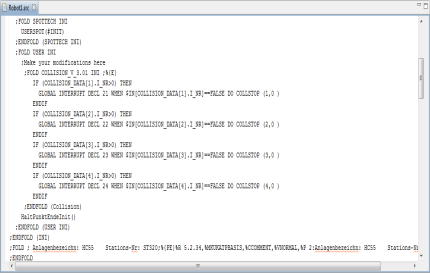 Robot1.src
;FOLD SPOTTECH INI
USERSPOT(#INIT)
;ENDFOLD (SPOTTECH INI)
;FOLD USER INI
;Make your modifications here
;FOLD COLLISION_V_3.01 INI ;%{E}
IF (COLLISION_DATA[1].I_NR>0) THEN
GLOBAL INTERRUPT DECL 21 WHEN $IN[COLLISION_DATA[1].I_NR]==FALSE DO COLLSTOP (1,0 )
ENDIF
IF (COLLISION_DATA[2].I_NR>0) THEN
GLOBAL INTERRUPT DECL 22 WHEN $IN[COLLISION_DATA[2].I_NR]==FALSE DO COLLSTOP (2,0 )
ENDIF
IF (COLLISION_DATA[3].I_NR>0) THEN
GLOBAL INTERRUPT DECL 23 WHEN $IN[COLLISION_DATA[3].I_NR]==FALSE DO COLLSTOP (3,0 )
ENDIF
IF (COLLISION_DATA[4].I_NR>0) THEN
GLOBAL INTERRUPT DECL 24 WHEN $IN[COLLISION_DATA[4].I_NR]==FALSE DO COLLSTOP (4,0 )
ENDIF
;ENDFOLD (Collision)
HaltPunktEndeInit()
;ENDFOLD (USER INI)
;ENDFOLD (INI)
;FOLD ; Anlagenbezeichn: HC55 Stations-Nr: ST320;%{PE}%R 5.2.34,%MKUKATPBASIS,%CCOMMENT,%VNORMAL,%P 2:Anlagenbezeichn: HC55 Stations-N
;ENDFOLD